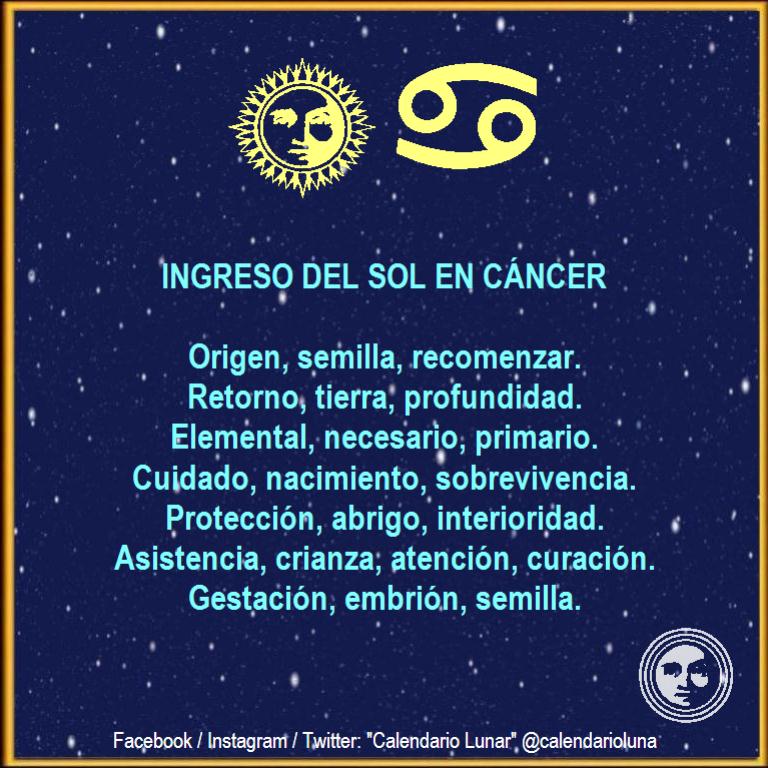 INGRESO DEL SOL EN CÁNCER
Origen, semilla, recomenzar.
Retorno, tierra, profundidad.
Elemental, necesario, primario.
Cuidado, nacimiento, sobrevivencia.
Protección, abrigo, interioridad.
Asistencia, crianza, atención, curación.
Gestación, embrión, semilla.
Facebook / Instagram / Twitter: "Calendario Lunar" @calendarioluna